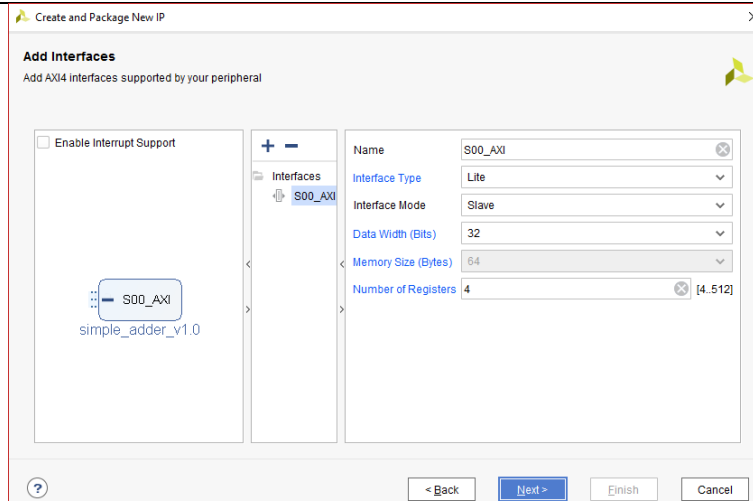 Create and Package New IP
Add Interfaces
Add AXI4 interfaces supported by your peripheral
Enable Interrupt Support
S00_AXI
simple_adder_v1.0
Interfaces
S00_AXI
Name S00_AXI
Interface Type Lite
Interface Mode Slave
Data Width (Bits) 32
Memory Size (Bytes) 64
Number of Registers 4 [4..512]
? < Back Next > Finish Cancel